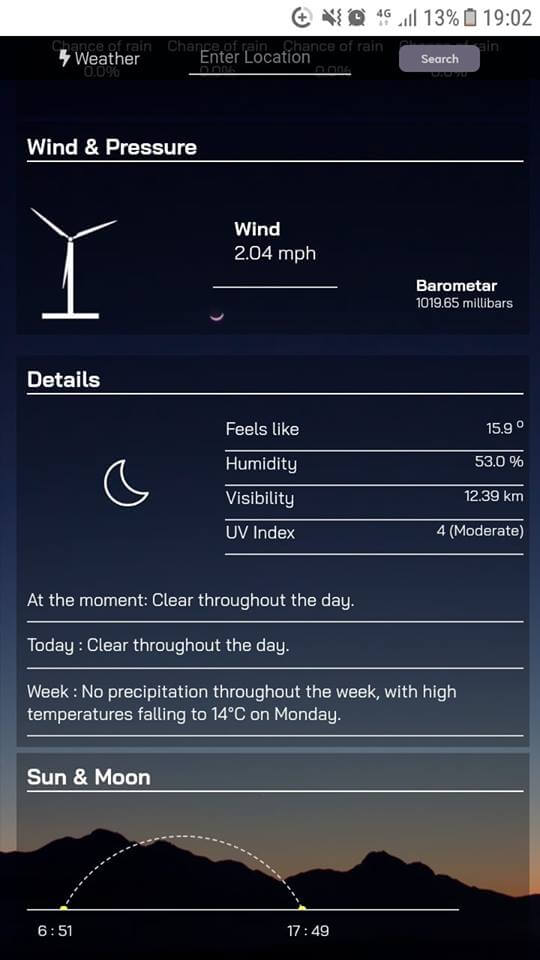 4G 13% 19:02
Chance of rain Chance of rain Chance of rain Chance of rain
Weather Enter Location Search
0.0% 0.0% 0.0% 0.0%
Wind & Pressure
Wind
2.04 mph
Barometar
1019.65 millibars
Details
Feels like 15.9 º
Humidity 53.0 %
Visibility 12.39 km
UV Index 4 (Moderate)
At the moment: Clear throughout the day.
Today : Clear throughout the day.
Week : No precipitation throughout the week, with high
temperatures falling to 14°C on Monday.
Sun & Moon
6 : 51 17 : 49